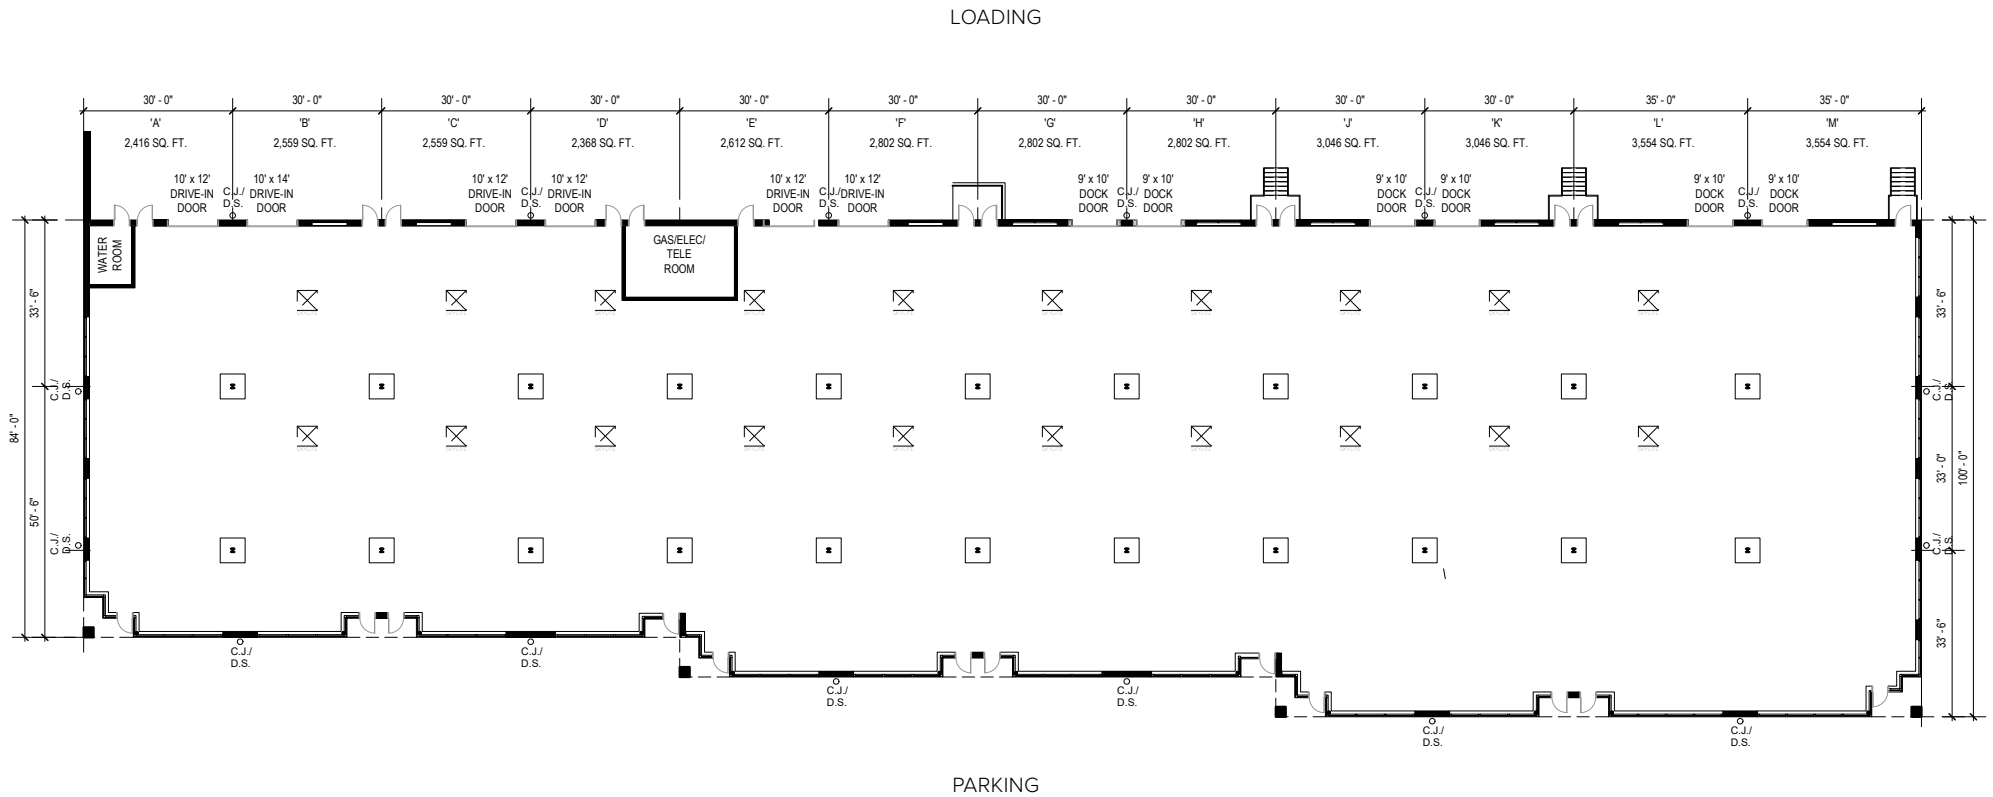 LOADING
30' - 0" 30' - 0" 30' - 0" 30' - 0" 30' - 0" 30' - 0" 30' - 0" 30' - 0" 30' - 0" 30' - 0" 35' - 0" 35' - 0"
'A' 'B' 'C' 'D' 'E' 'F' 'G' 'H' 'J' 'K' 'L' 'M'
2,416 SQ. FT. 2,559 SQ. FT. 2,559 SQ. FT. 2,368 SQ. FT. 2,612 SQ. FT. 2,802 SQ. FT. 2,802 SQ. FT. 2,802 SQ. FT. 3,046 SQ. FT. 3,046 SQ. FT. 3,554 SQ. FT. 3,554 SQ. FT.
10' x 12'
DRIVE-IN
DOOR
C.J./
D.S.
10' x 14'
DRIVE-IN
DOOR
10' x 12'
DRIVE-IN
DOOR
C.J./
D.S.
10' x 12'
DRIVE-IN
DOOR
10' x 12'
DRIVE-IN
DOOR
C.J./
D.S.
10' x 12'
DRIVE-IN
DOOR
9' x 10'
DOCK
DOOR
C.J./
D.S.
9' x 10'
DOCK
DOOR
9' x 10'
DOCK
DOOR
C.J./
D.S.
9' x 10'
DOCK
DOOR
9' x 10'
DOCK
DOOR
C.J./
D.S.
9' x 10'
DOCK
DOOR
WATER
ROOM
GAS/ELEC/
TELE
ROOM
33' - 6"
84' - 0"
50' - 6"
C.J./
D.S.
C.J./
D.S.
33' - 6"
33' - 0"
100' - 0"
33' - 6"
C.J./
D.S.
C.J./
D.S.
C.J./
D.S.
C.J./
D.S.
C.J./
D.S.
C.J./
D.S.
C.J./
D.S.
C.J./
D.S.
PARKING